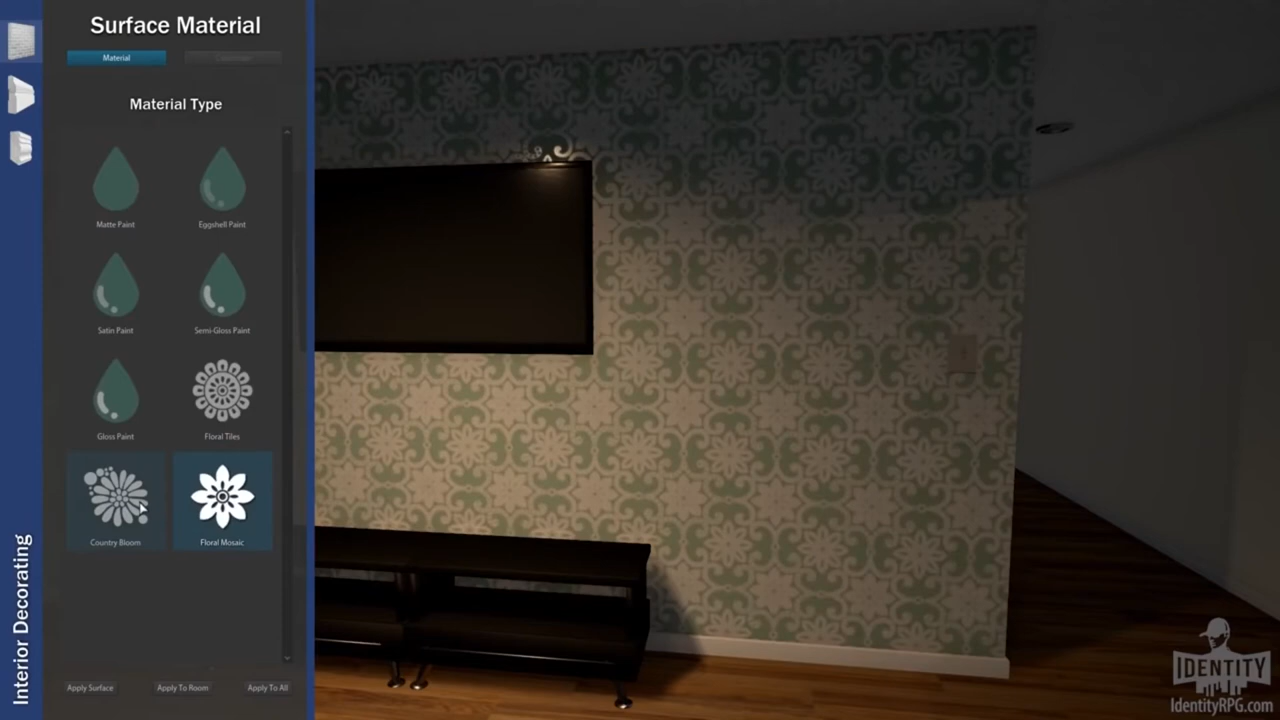 Surface Material
Material
Material Type
Matte Paint
Eggshell Paint
Satin Paint
Semi-Gloss Paint
Gloss Paint
Floral Tiles
Country Bloom
Floral Mosaic
Interior Decorating
Apply Surface
Apply To Room
Apply To All
IDENTITY
IdentityRPG.com